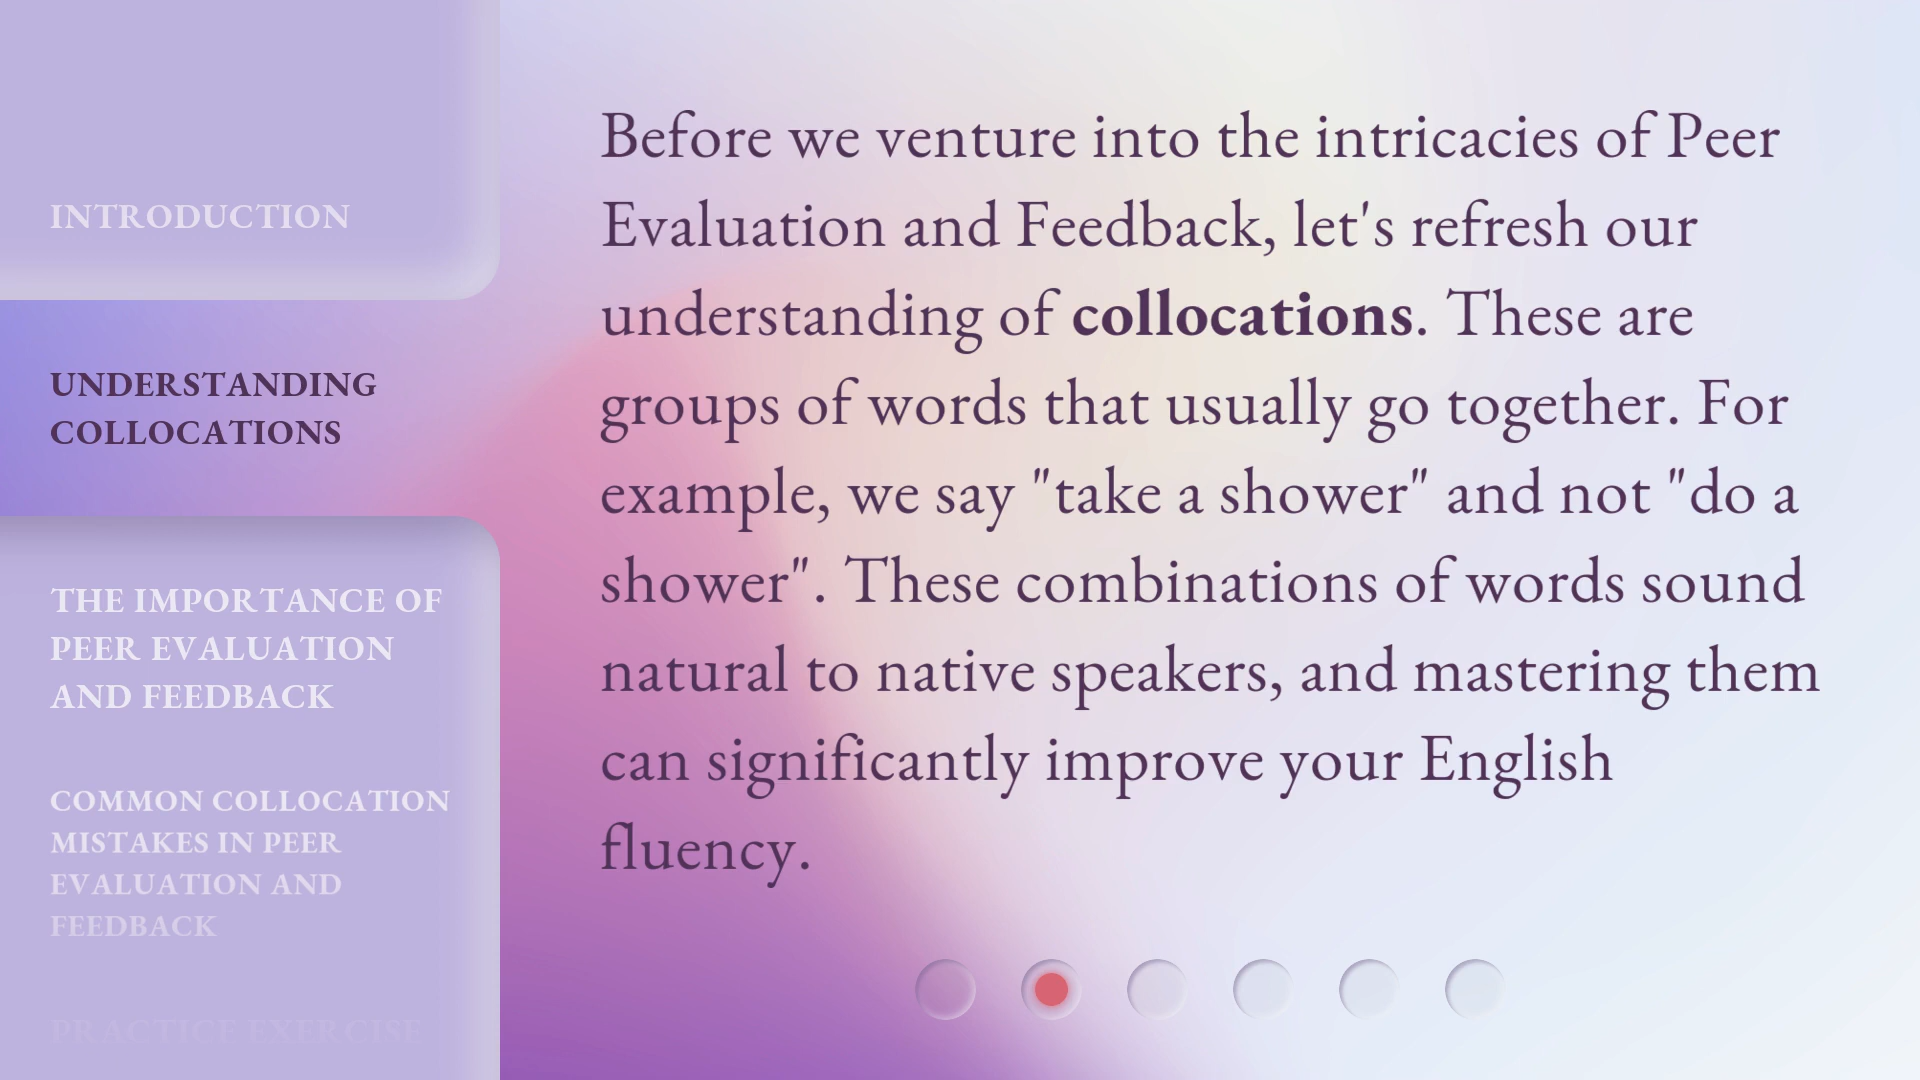 INTRODUCTION
UNDERSTANDING
COLLOCATIONS
THE IMPORTANCE OF
PEER EVALUATION
AND FEEDBACK
COMMON COLLOCATION
MISTAKES IN PEER
EVALUATION AND
FEEDBACK
PRACTICE EXERCISE
Before we venture into the intricacies of Peer
Evaluation and Feedback, let's refresh our
understanding of collocations. These are
groups of words that usually go together. For
example, we say "take a shower" and not "do a
shower". These combinations of words sound
natural to native speakers, and mastering them
can significantly improve your English
fluency.